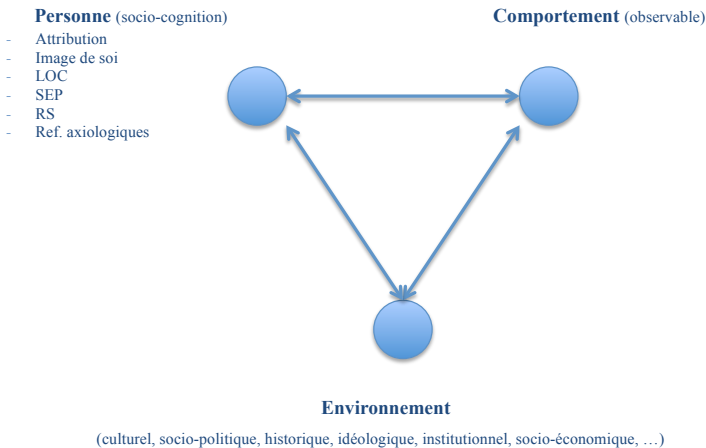 Personne (socio-cognition)
- Attribution
- Image de soi
- LOC
- SEP
- RS
- Ref. axiologiques
Comportement (observable)
Environnement
(culturel, socio-politique, historique, idéologique, institutionnel, socio-économique, …)